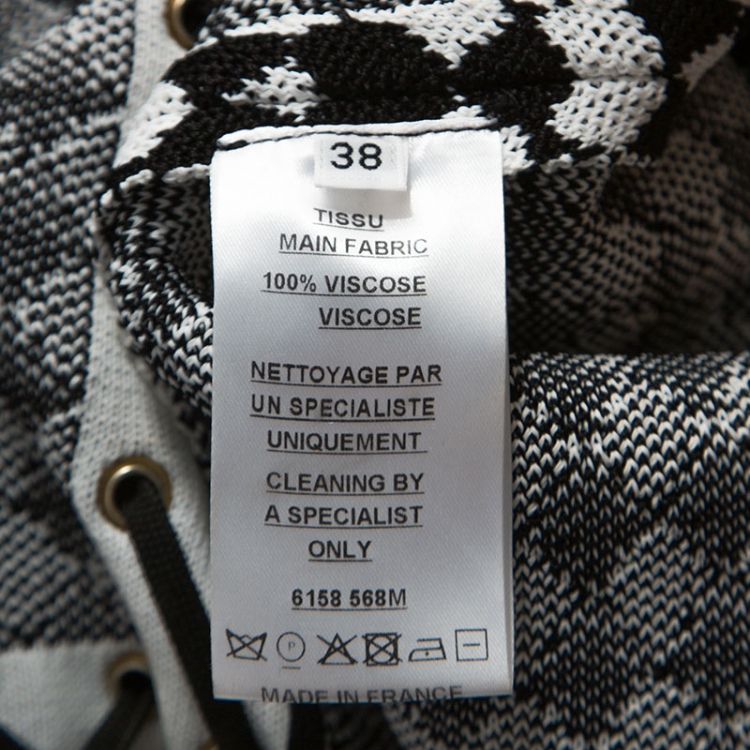 38
TISSU
MAIN FABRIC
100% VISCOSE
VISCOSE
NETTOYAGE PAR
UN SPECIALISTE
UNIQUEMENT
CLEANING BY
A SPECIALIST
ONLY
6158 568M
P
MADE IN FRANCE